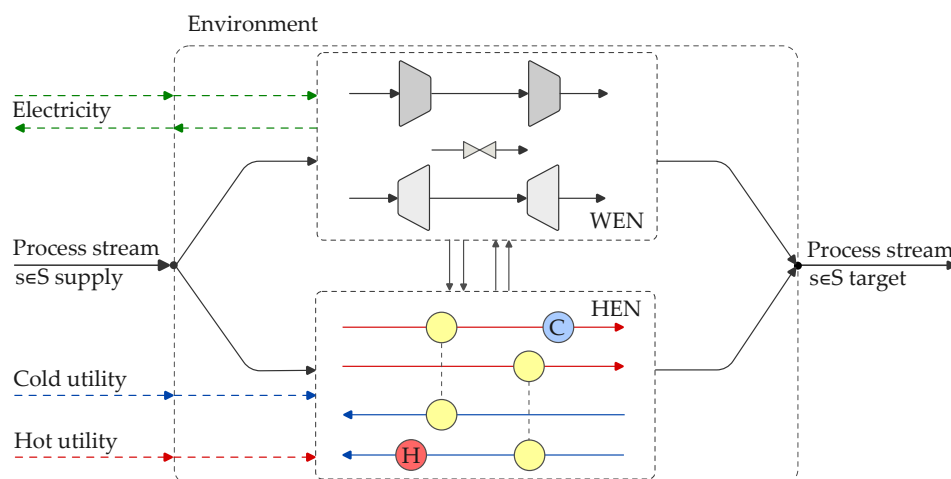 Environment
Electricity
WEN
Process stream
s∈S supply
Process stream
s∈S target
HEN
C
Cold utility
Hot utility
H